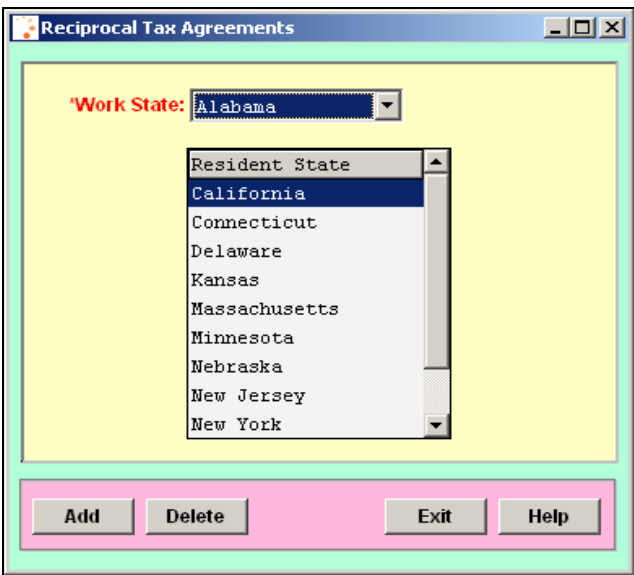 Reciprocal Tax Agreements
*Work State: Alabama
Resident State
California
Connecticut
Delaware
Kansas
Massachusetts
Minnesota
Nebraska
New Jersey
New York
Add Delete Exit Help